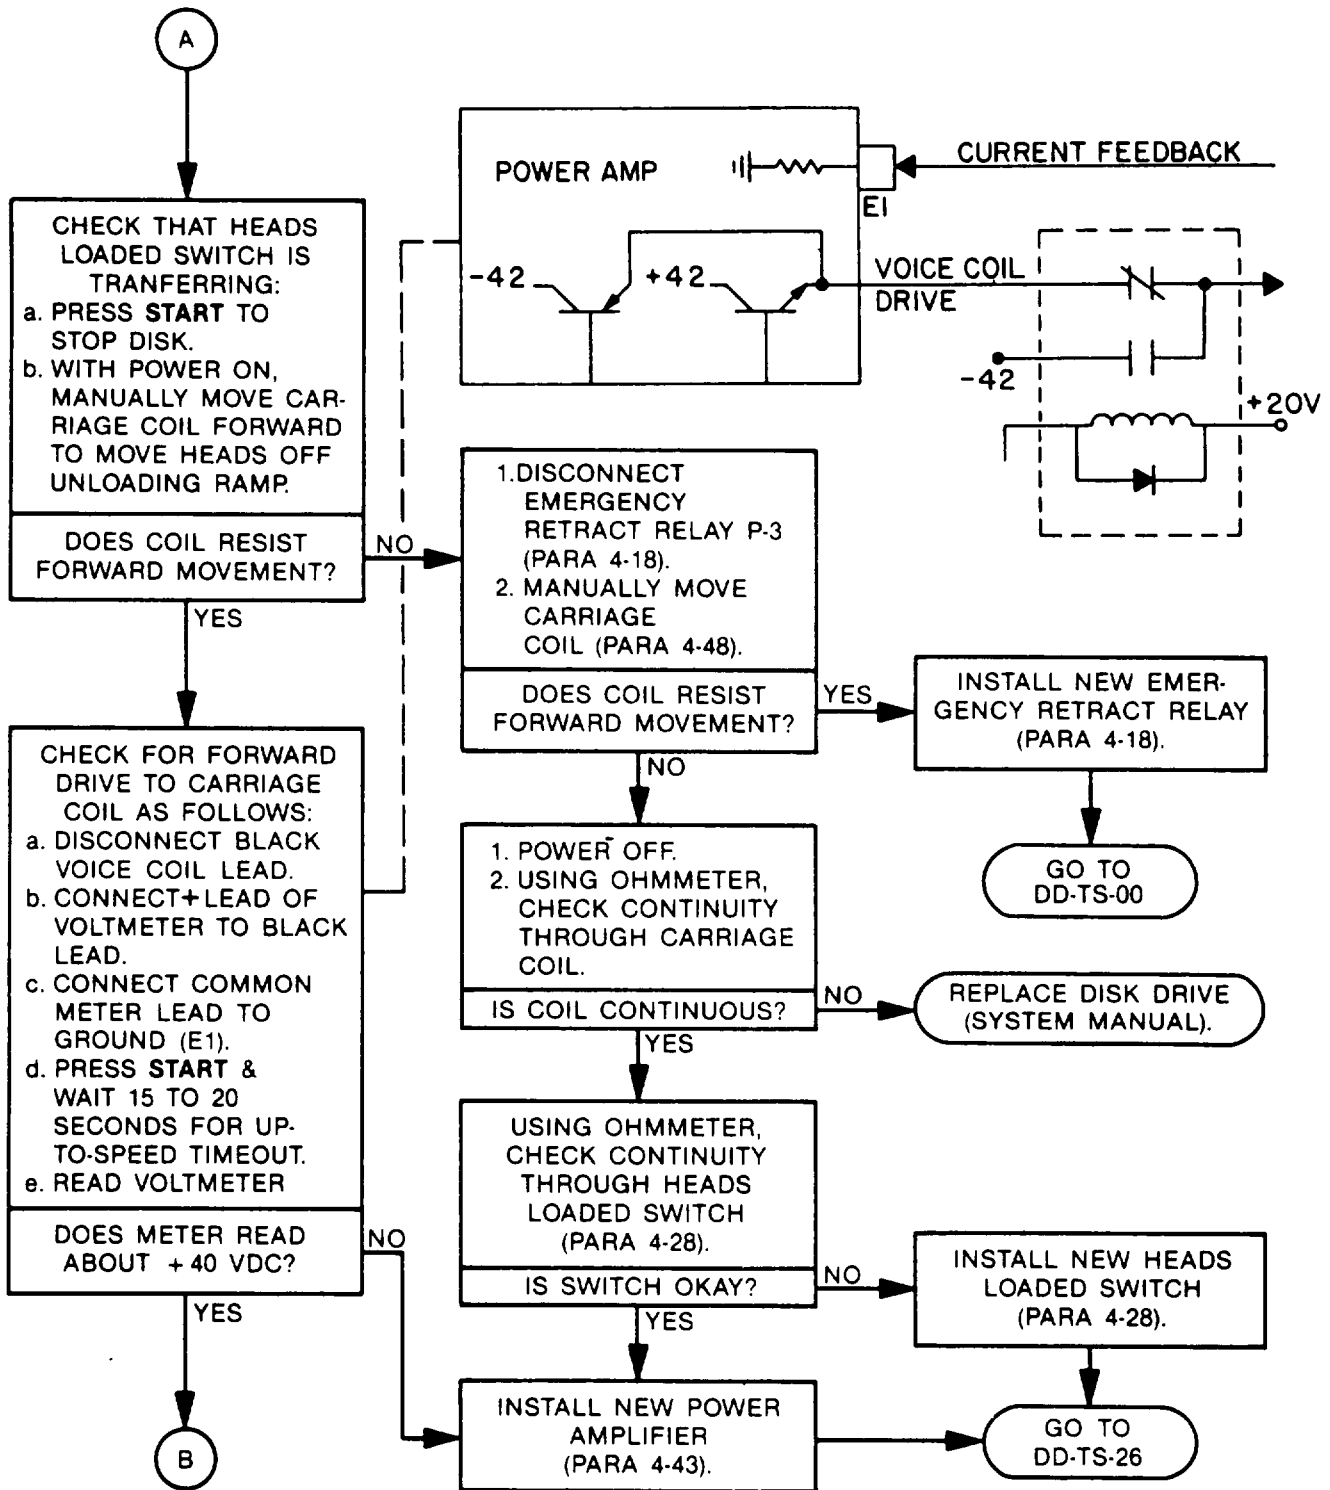 A
CHECK THAT HEADS
LOADED SWITCH IS
TRANFERRING:
a. PRESS START TO
STOP DISK.
b. WITH POWER ON,
MANUALLY MOVE CAR-
RIAGE COIL FORWARD
TO MOVE HEADS OFF
UNLOADING RAMP.
DOES COIL RESIST
FORWARD MOVEMENT?
NO
YES
CHECK FOR FORWARD
DRIVE TO CARRIAGE
COIL AS FOLLOWS:
a. DISCONNECT BLACK
VOICE COIL LEAD.
b. CONNECT+LEAD OF
VOLTMETER TO BLACK
LEAD.
c. CONNECT COMMON
METER LEAD TO
GROUND (E1).
d. PRESS START &
WAIT 15 TO 20
SECONDS FOR UP-
TO-SPEED TIMEOUT.
e. READ VOLTMETER
DOES METER READ
ABOUT +40 VDC?
NO
YES
B
POWER AMP
E1
CURRENT FEEDBACK
-42
+42
VOICE COIL
DRIVE
-42
+20V
1.DISCONNECT
EMERGENCY
RETRACT RELAY P-3
(PARA 4-18).
2. MANUALLY MOVE
CARRIAGE
COIL (PARA 4-48).
DOES COIL RESIST
FORWARD MOVEMENT?
YES
NO
INSTALL NEW EMER-
GENCY RETRACT RELAY
(PARA 4-18).
GO TO
DD-TS-00
1. POWER OFF.
2. USING OHMMETER,
CHECK CONTINUITY
THROUGH CARRIAGE
COIL.
IS COIL CONTINUOUS?
NO
YES
REPLACE DISK DRIVE
(SYSTEM MANUAL).
USING OHMMETER,
CHECK CONTINUITY
THROUGH HEADS
LOADED SWITCH
(PARA 4-28).
IS SWITCH OKAY?
NO
YES
INSTALL NEW HEADS
LOADED SWITCH
(PARA 4-28).
INSTALL NEW POWER
AMPLIFIER
(PARA 4-43).
GO TO
DD-TS-26